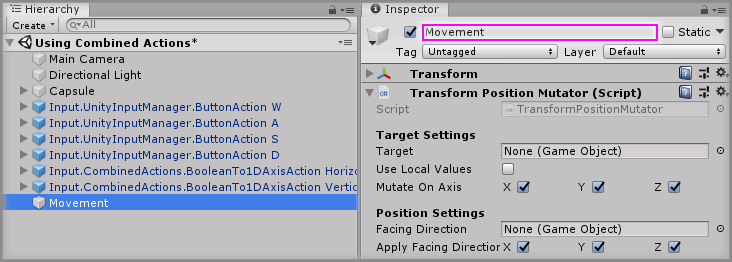 Hierarchy
Create
All
Using Combined Actions*
Main Camera
Directional Light
Capsule
Input.UnityInputManager.ButtonAction W
Input.UnityInputManager.ButtonAction A
Input.UnityInputManager.ButtonAction S
Input.UnityInputManager.ButtonAction D
Input.CombinedActions.BooleanTo1DAxisAction Horizo
Input.CombinedActions.BooleanTo1DAxisAction Vertic
Movement
Inspector
Movement Static
Tag Untagged Layer Default
Transform
Transform Position Mutator (Script)
Script TransformPositionMutator
Target Settings
Target None (Game Object)
Use Local Values
Mutate On Axis X Y Z
Position Settings
Facing Direction None (Game Object)
Apply Facing Direction X Y Z